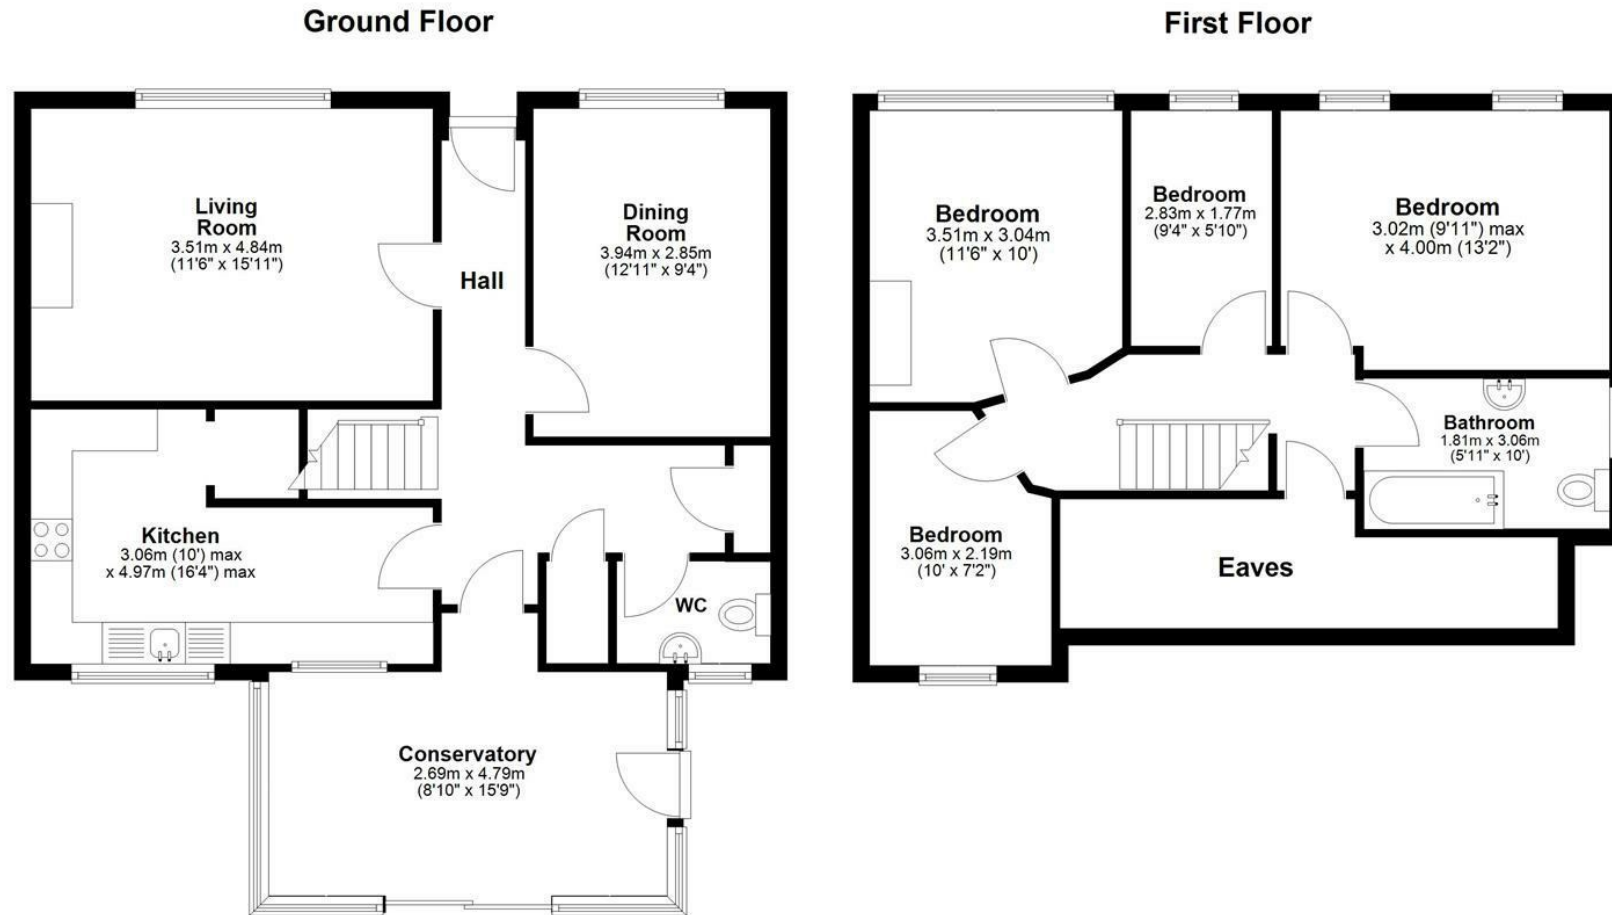 Ground Floor
Living
Room
3.51m x 4.84m
(11'6" x 15'11")
Hall
Dining
Room
3.94m x 2.85m
(12'11" x 9'4")
Kitchen
3.06m (10') max
x 4.97m (16'4") max
WC
Conservatory
2.69m x 4.79m
(8'10" x 15'9")
First Floor
Bedroom
3.51m x 3.04m
(11'6" x 10')
Bedroom
2.83m x 1.77m
(9'4" x 5'10")
Bedroom
3.02m (9'11") max
x 4.00m (13'2")
Bathroom
1.81m x 3.06m
(5'11" x 10')
Bedroom
3.06m x 2.19m
(10' x 7'2")
Eaves